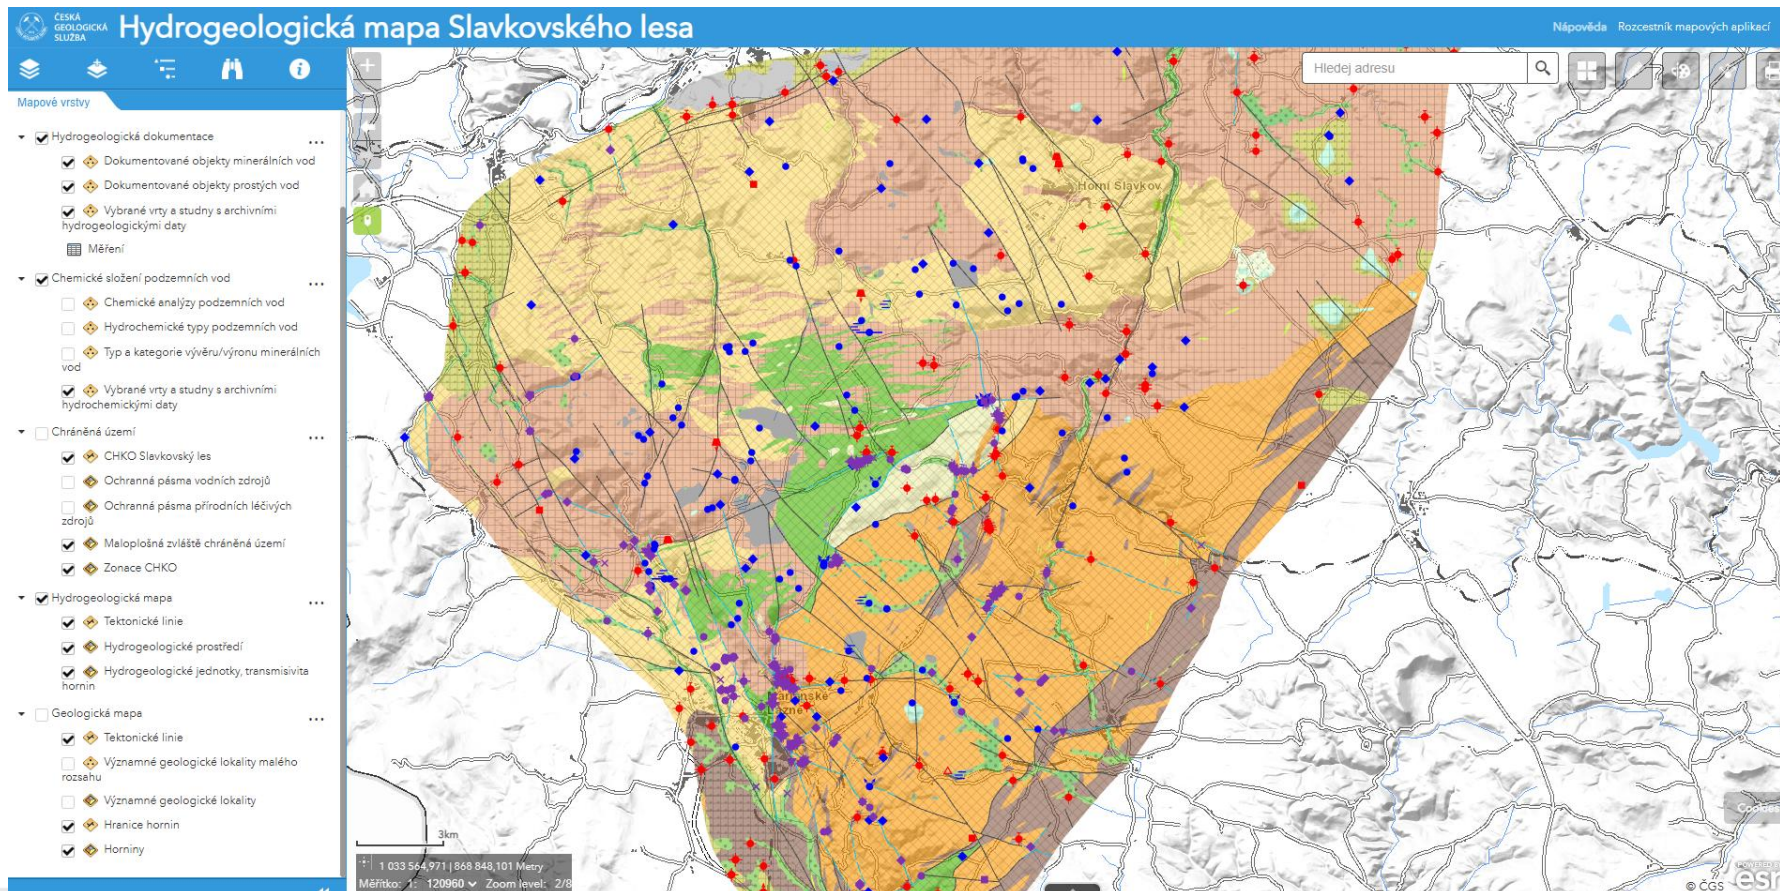 ČESKÁ
GEOLOGICKÁ
SLUŽBA
Hydrogeologická mapa Slavkovského lesa
Nápověda
Rozcestník mapových aplikací
Hledej adresu
Mapové vrstvy
Hydrogeologická dokumentace
Dokumentované objekty minerálních vod
Dokumentované objekty prostých vod
Vybrané vrty a studny s archivními
hydrogeologickými daty
Měření
Chemické složení podzemních vod
Chemické analýzy podzemních vod
Hydrochemické typy podzemních vod
Typ a kategorie vývěru/výronu minerálních
vod
Vybrané vrty a studny s archivními
hydrochemickými daty
Chráněná území
CHKO Slavkovský les
Ochranná pásma vodních zdrojů
Ochranná pásma přírodních léčivých
zdrojů
Maloplošná zvláště chráněná území
Zonace CHKO
Hydrogeologická mapa
Tektonické linie
Hydrogeologické prostředí
Hydrogeologické jednotky, transmisivita
hornin
Geologická mapa
Tektonické linie
Významné geologické lokality malého
rozsahu
Významné geologické lokality
Hranice hornin
Horniny
Horní Slavkov
3km
1 033 564,971 | 868 848,101 Metry
Měřítko: 1: 120960 Zoom level: 2/8
Cookies
POWERED BY
esri
© ČGS